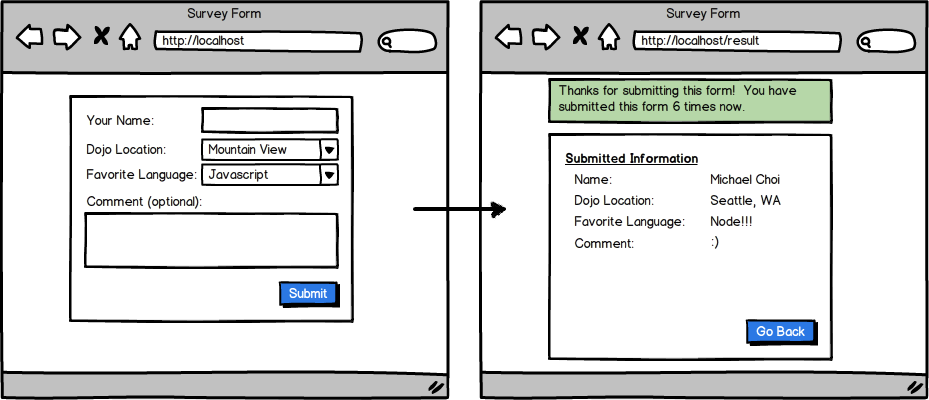 Survey Form
http://localhost
Your Name:
Dojo Location: Mountain View
Favorite Language: Javascript
Comment (optional):
Submit
Survey Form
http://localhost/result
Thanks for submitting this form! You have
submitted this form 6 times now.
Submitted Information
Name: Michael Choi
Dojo Location: Seattle, WA
Favorite Language: Node!!!
Comment: :)
Go Back